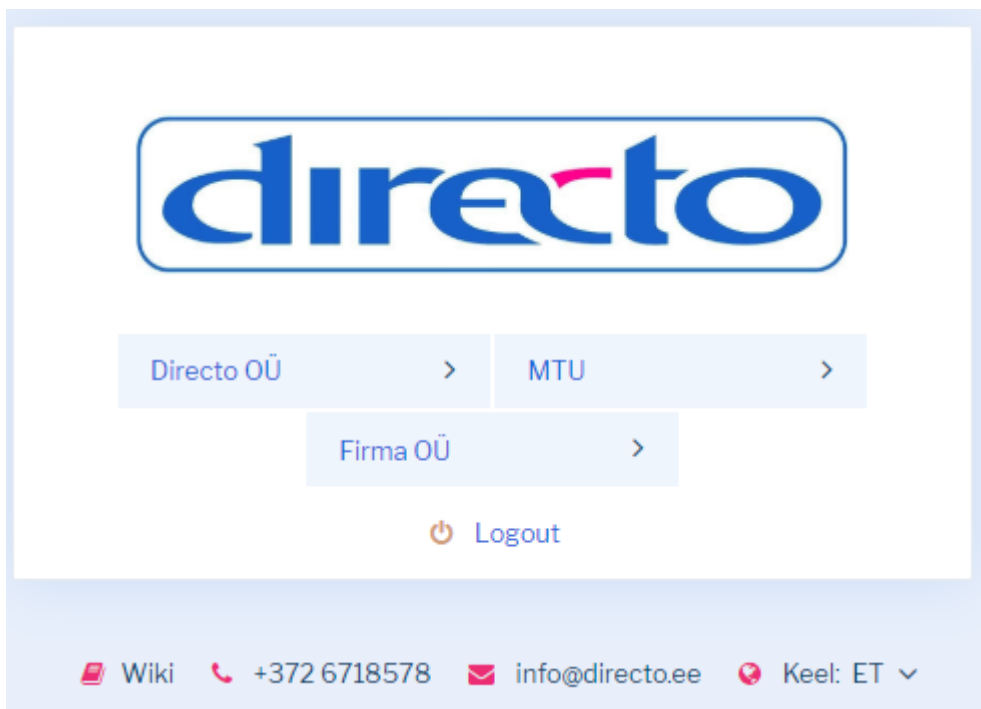 directo
Directo OÜ
MTU
Firma OÜ
Logout
Wiki +372 6718578 info@directo.ee Keel: ET